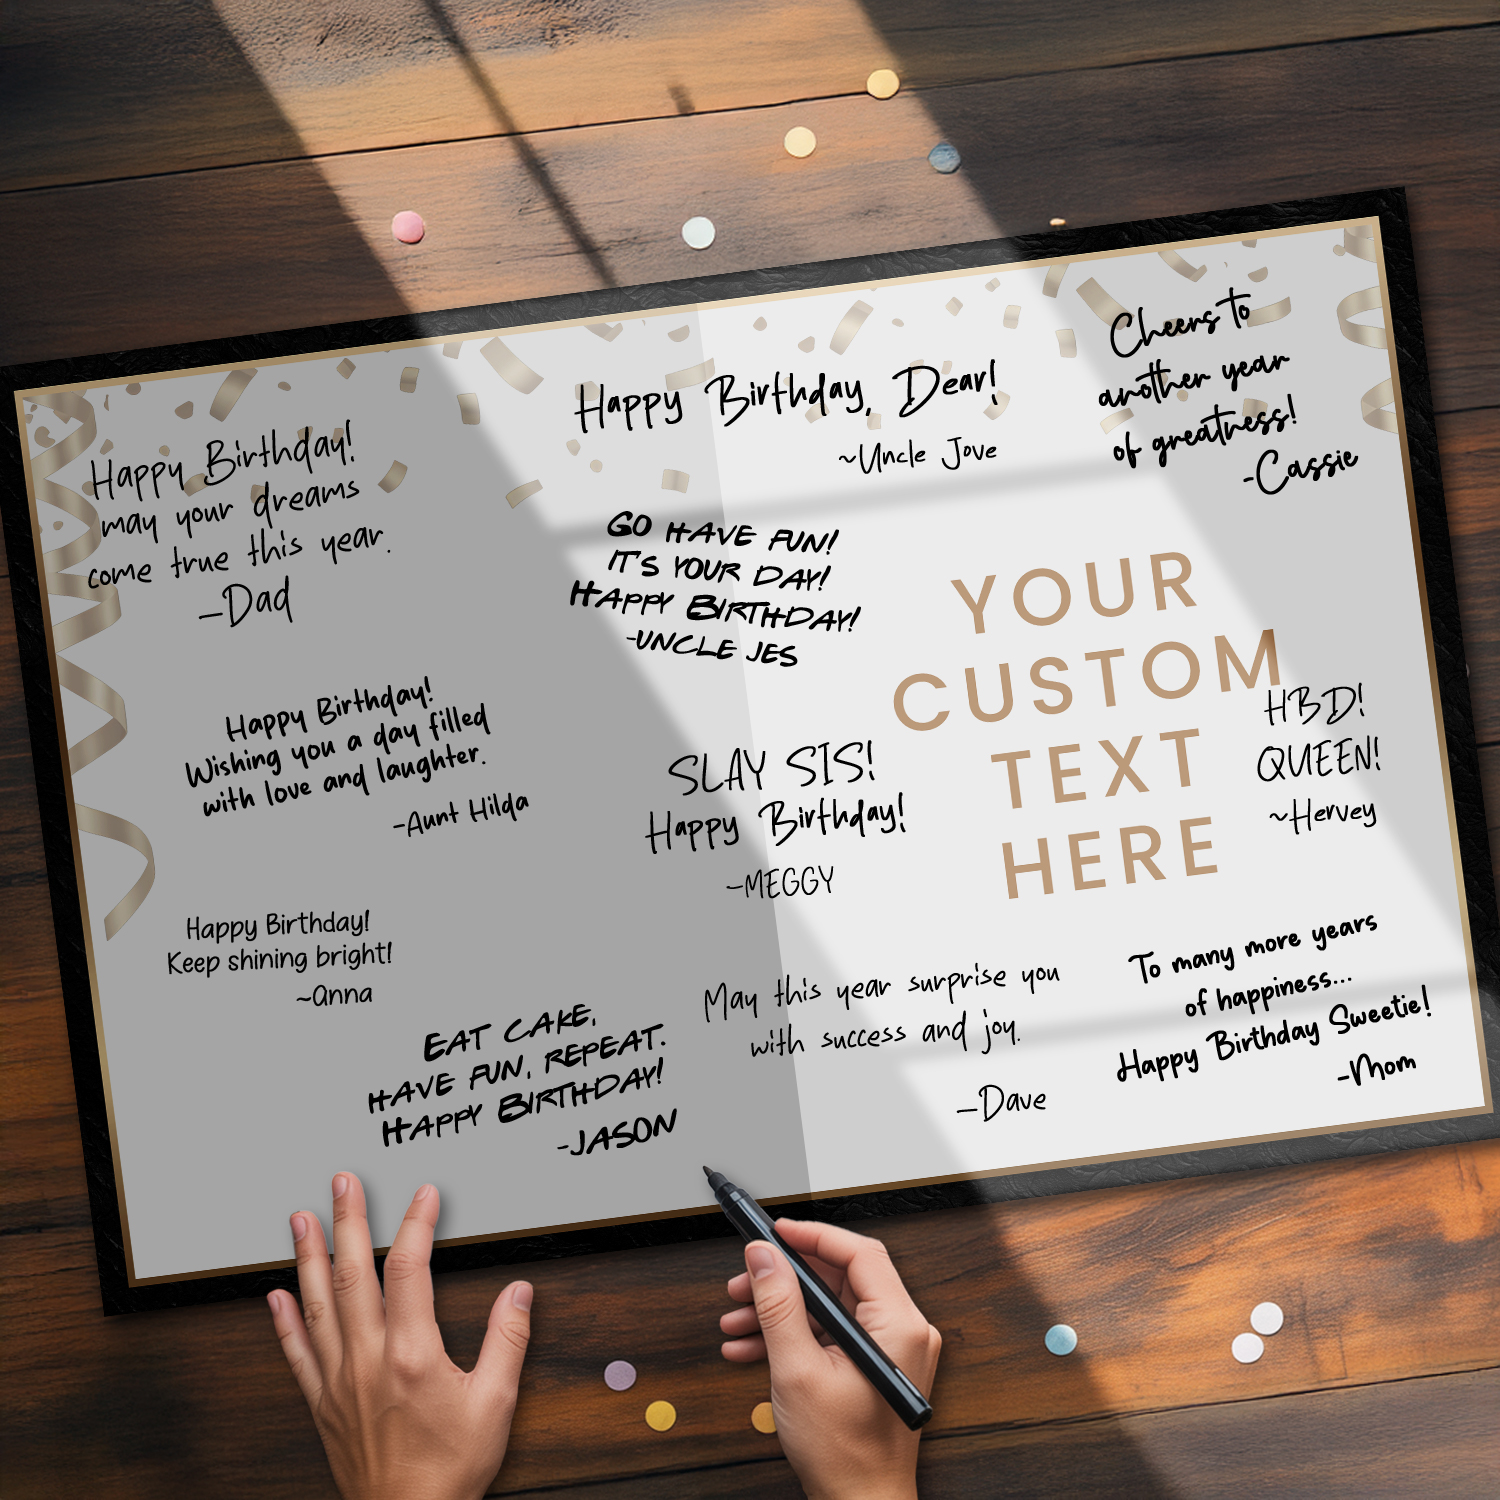 Happy Birthday!
may your dreams
come true this year.
—Dad
Happy Birthday!
Wishing you a day filled
with love and laughter.
-Aunt Hilda
Happy Birthday!
Keep shining bright!
~Anna
EAT CAKE,
HAVE FUN, REPEAT.
HAPPY BIRTHDAY!
-JASON
Happy Birthday, Dear!
~Uncle Jove
GO HAVE FUN!
IT'S YOUR DAY!
HAPPY BIRTHDAY!
-UNCLE JES
SLAY SIS!
Happy Birthday!
—MEGGY
May this year surprise you
with success and joy.
—Dave
Cheers to
another year
of greatness!
-Cassie
YOUR
CUSTOM
TEXT
HERE
HBD!
QUEEN!
~Hervey
To many more years
of happiness...
Happy Birthday Sweetie!
-Mom